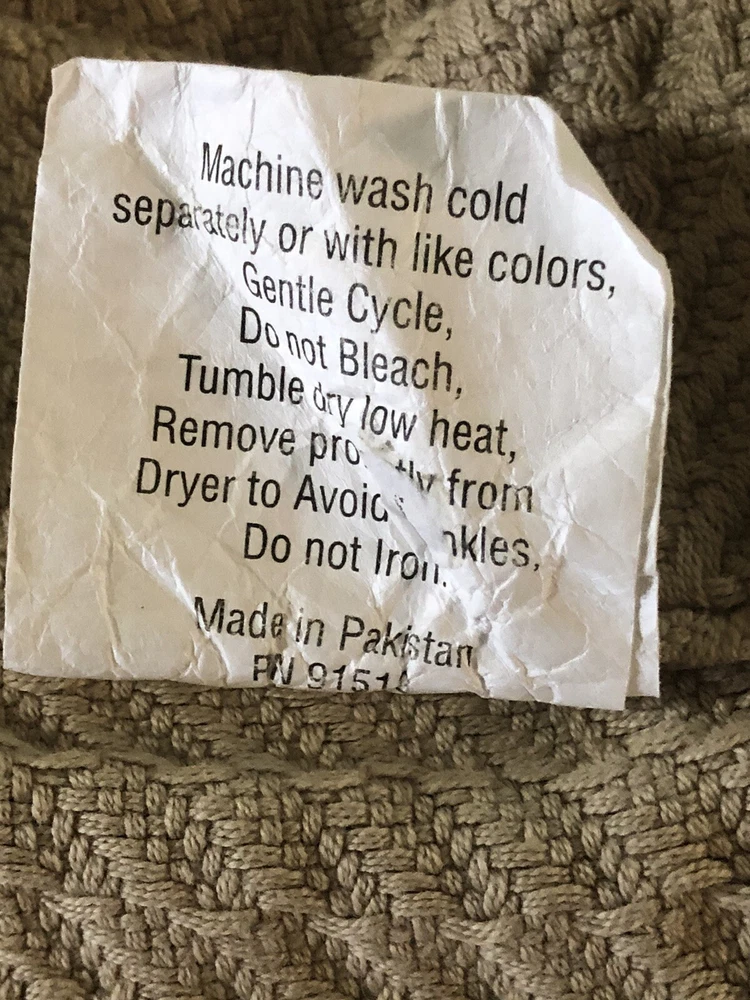 Machine wash cold
separately or with like colors,
Gentle Cycle,
Do not Bleach,
Tumble dry low heat,
Remove from
Dryer to Avoid
Do not Iron.
Made in Pakistan
PN